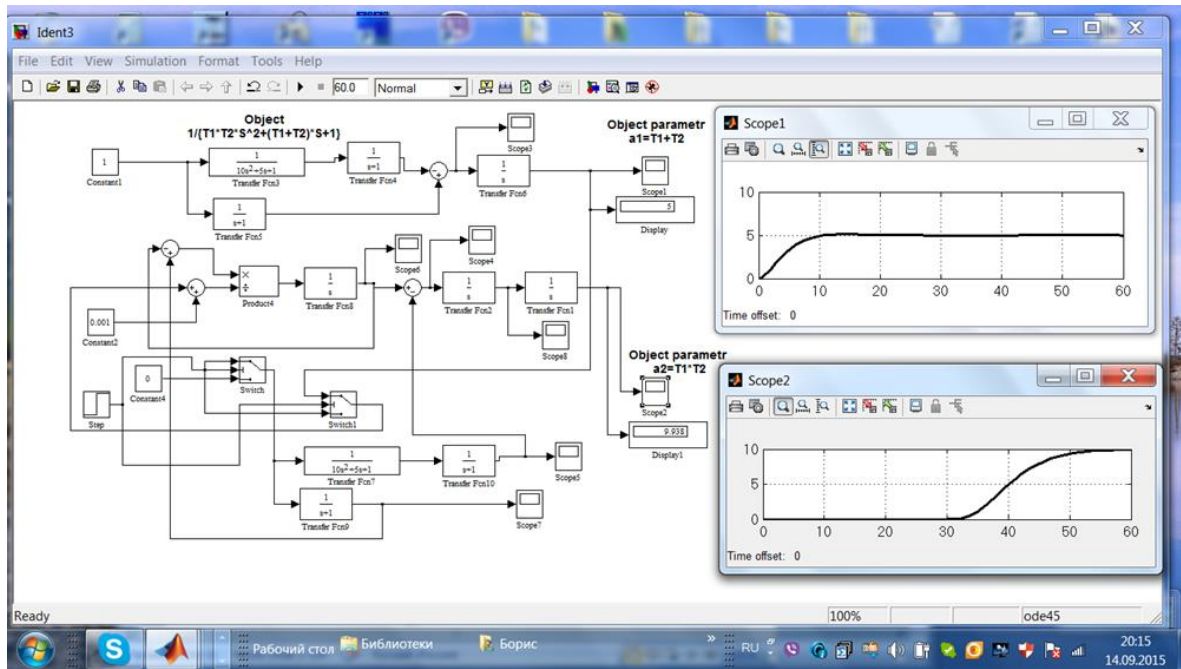 Ident3
File Edit View Simulation Format Tools Help
60.0 Normal
Object
1/(T1*T2*S^2+(T1+T2)*S+1)
1
Constant1
1
10s²+5s+1
Transfer Fcn3
1
s+1
Transfer Fcn4
Scope3
1
s
Transfer Fcn6
1
s+1
Transfer Fcn5
Object parametr
a1=T1+T2
Scope1
5
Display
Product4
1
s
Transfer Fcn8
Scope6
Scope4
1
s
Transfer Fcn2
1
s
Transfer Fcn1
Scope8
0.001
Constant2
0
Constant4
Switch
Step
Switch1
Object parametr
a2=T1*T2
Scope2
9.938
Display1
1
10s²+5s+1
Transfer Fcn7
1
s+1
Transfer Fcn10
Scope5
1
s+1
Transfer Fcn9
Scope7
Scope1
10
5
0
0 10 20 30 40 50 60
Time offset: 0
Scope2
10
5
0
0 10 20 30 40 50 60
Time offset: 0
Ready 100% ode45
Рабочий стол Библиотеки Борис » RU 20:15
14.09.2015